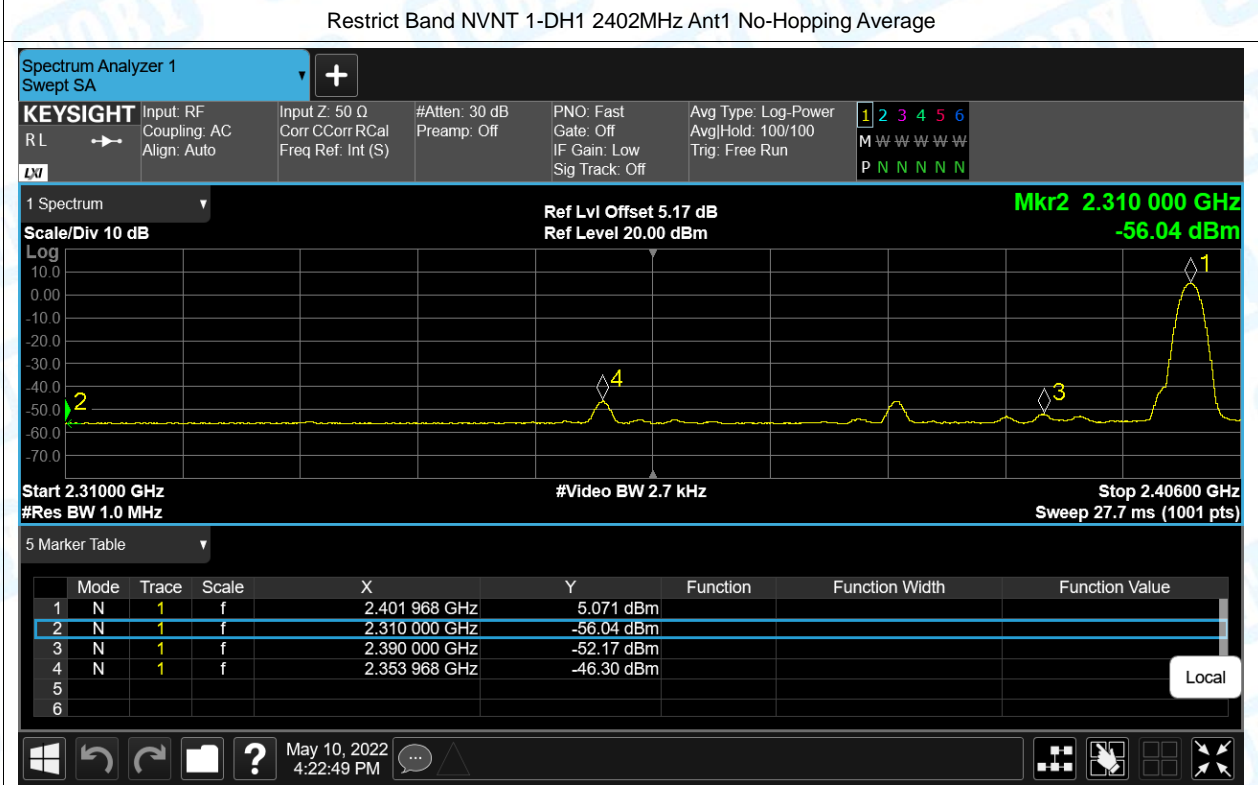 Restrict Band NVNT 1-DH1 2402MHz Ant1 No-Hopping Average
Spectrum Analyzer 1
Swept SA
KEYSIGHT
RL
LXI
Input: RF
Coupling: AC
Align: Auto
Input Z: 50 Ω
Corr CCorr RCal
Freq Ref: Int (S)
#Atten: 30 dB
Preamp: Off
PNO: Fast
Gate: Off
IF Gain: Low
Sig Track: Off
Avg Type: Log-Power
Avg|Hold: 100/100
Trig: Free Run
1 2 3 4 5 6
M W W W W W
P N N N N N
1 Spectrum
Scale/Div 10 dB
Ref Lvl Offset 5.17 dB
Ref Level 20.00 dBm
Mkr2 2.310 000 GHz
-56.04 dBm
Log
10.0
0.00
-10.0
-20.0
-30.0
-40.0
-50.0
-60.0
-70.0
1
2
3
4
Start 2.31000 GHz
#Res BW 1.0 MHz
#Video BW 2.7 kHz
Stop 2.40600 GHz
Sweep 27.7 ms (1001 pts)
5 Marker Table
Mode Trace Scale X Y Function Function Width Function Value
1 N 1 f 2.401 968 GHz 5.071 dBm
2 N 1 f 2.310 000 GHz -56.04 dBm
3 N 1 f 2.390 000 GHz -52.17 dBm
4 N 1 f 2.353 968 GHz -46.30 dBm
5
6
Local
?
May 10, 2022
4:22:49 PM